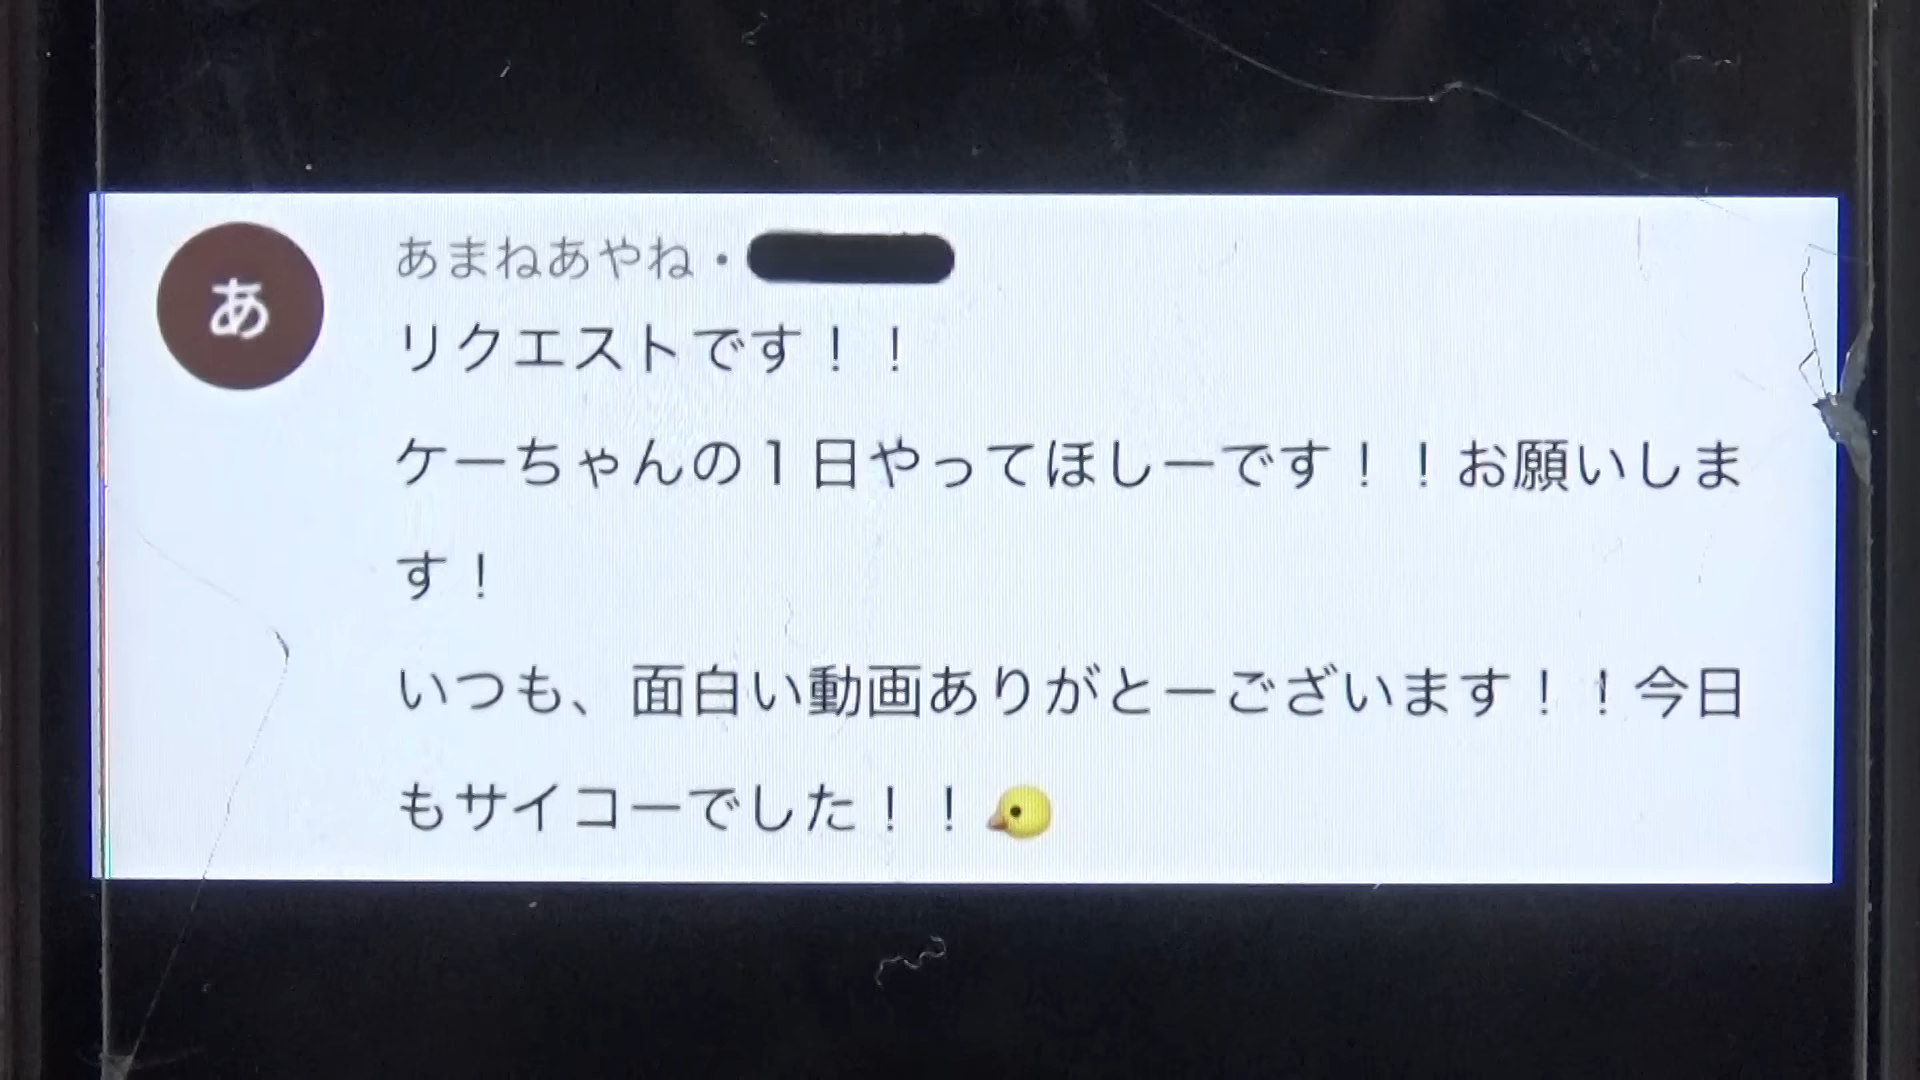 あ
あまねあやね・
リクエストです！！
ケーちゃんの１日やってほしーです！！お願いしま
す！
いつも、面白い動画ありがとーございます！！今日
もサイコーでした！！🐤